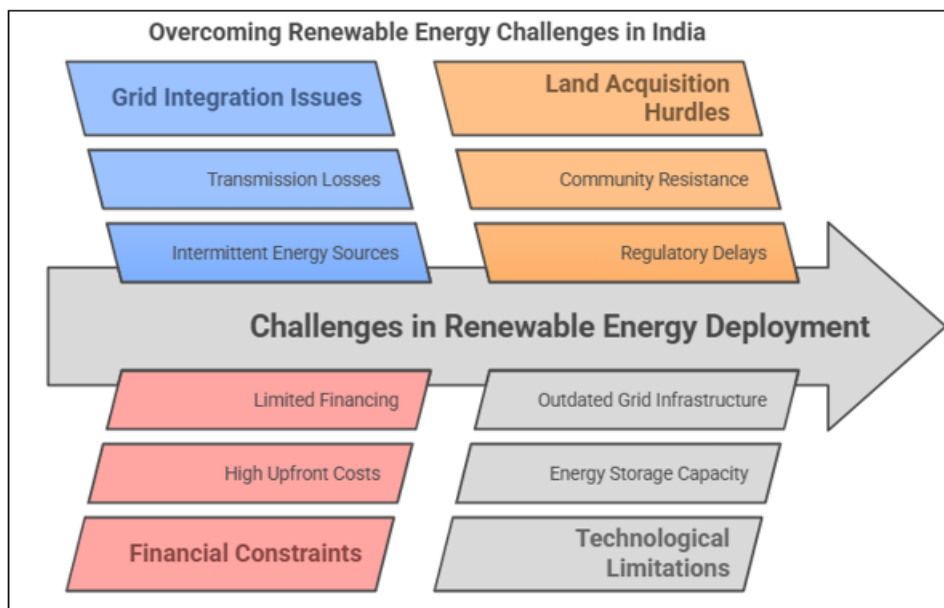 Overcoming Renewable Energy Challenges in India
Grid Integration Issues
Transmission Losses
Intermittent Energy Sources
Land Acquisition
Hurdles
Community Resistance
Regulatory Delays
Challenges in Renewable Energy Deployment
Limited Financing
High Upfront Costs
Financial Constraints
Outdated Grid Infrastructure
Energy Storage Capacity
Technological
Limitations